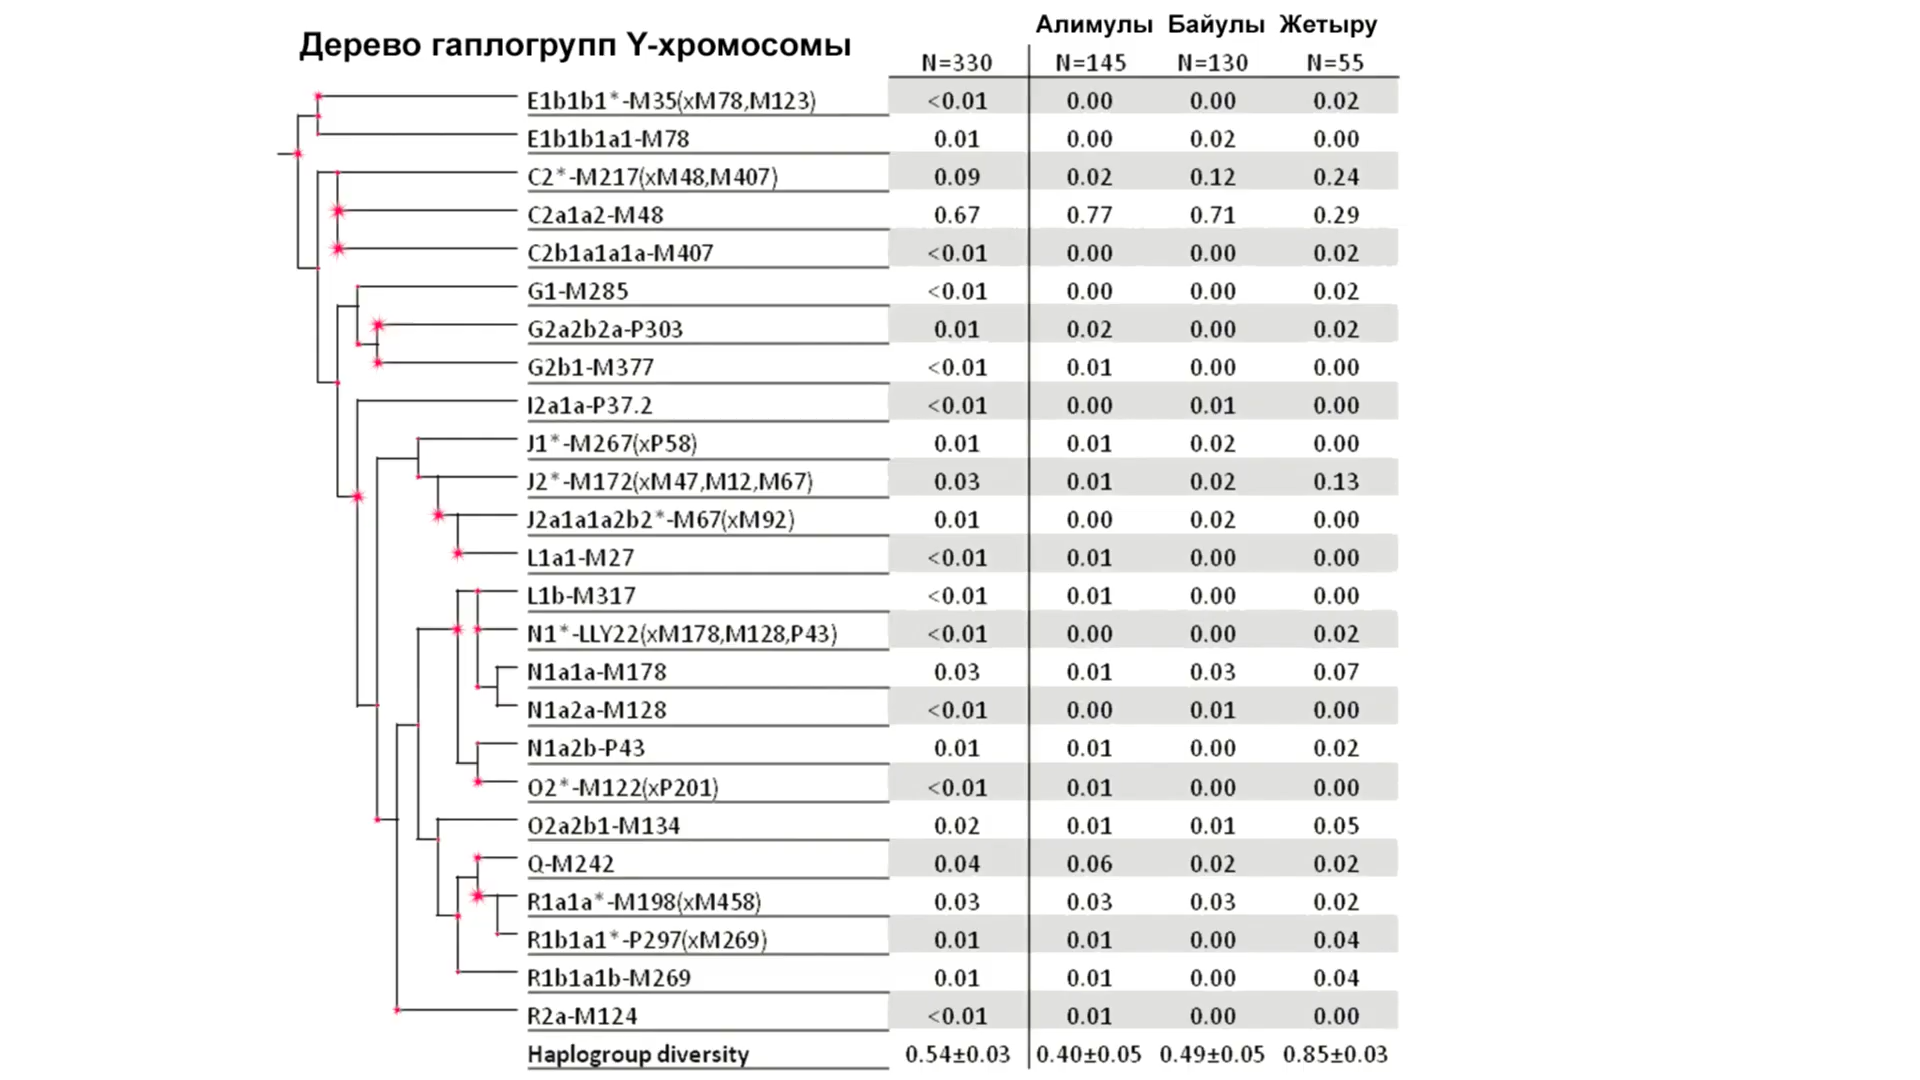 Дерево гаплогрупп Y-хромосомы
Алимулы Байулы Жетыру
N=330 N=145 N=130 N=55
E1b1b1*-M35(xM78,M123) <0.01 0.00 0.00 0.02
E1b1b1a1-M78 0.01 0.00 0.02 0.00
C2*-M217(xM48,M407) 0.09 0.02 0.12 0.24
C2a1a2-M48 0.67 0.77 0.71 0.29
C2b1a1a1a-M407 <0.01 0.00 0.00 0.02
G1-M285 <0.01 0.00 0.00 0.02
G2a2b2a-P303 0.01 0.02 0.00 0.02
G2b1-M377 <0.01 0.01 0.00 0.00
I2a1a-P37.2 <0.01 0.00 0.01 0.00
J1*-M267(xP58) 0.01 0.01 0.02 0.00
J2*-M172(xM47,M12,M67) 0.03 0.01 0.02 0.13
J2a1a1a2b2*-M67(xM92) 0.01 0.00 0.02 0.00
L1a1-M27 <0.01 0.01 0.00 0.00
L1b-M317 <0.01 0.01 0.00 0.00
N1*-LLY22(xM178,M128,P43) <0.01 0.00 0.00 0.02
N1a1a-M178 0.03 0.01 0.03 0.07
N1a2a-M128 <0.01 0.00 0.01 0.00
N1a2b-P43 0.01 0.01 0.00 0.02
O2*-M122(xP201) <0.01 0.01 0.00 0.00
O2a2b1-M134 0.02 0.01 0.01 0.05
Q-M242 0.04 0.06 0.02 0.02
R1a1a*-M198(xM458) 0.03 0.03 0.03 0.02
R1b1a1*-P297(xM269) 0.01 0.01 0.00 0.04
R1b1a1b-M269 0.01 0.01 0.00 0.04
R2a-M124 <0.01 0.01 0.00 0.00
Haplogroup diversity 0.54±0.03 0.40±0.05 0.49±0.05 0.85±0.03